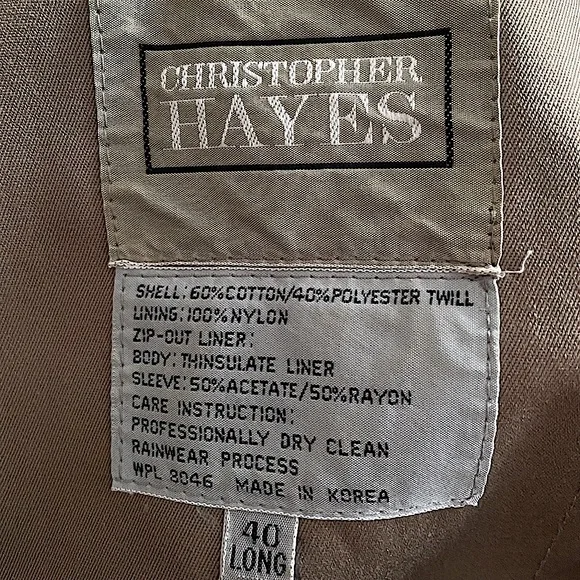 CHRISTOPHER
HAYES
SHELL:60%COTTON/40%POLYESTER TWILL
LINING:100%NYLON
ZIP-OUT LINER:
BODY:THINSULATE LINER
SLEEVE:50%ACETATE/50%RAYON
CARE INSTRUCTION:
PROFESSIONALLY DRY CLEAN
RAINWEAR PROCESS
WPL 8046 MADE IN KOREA
40
LONG